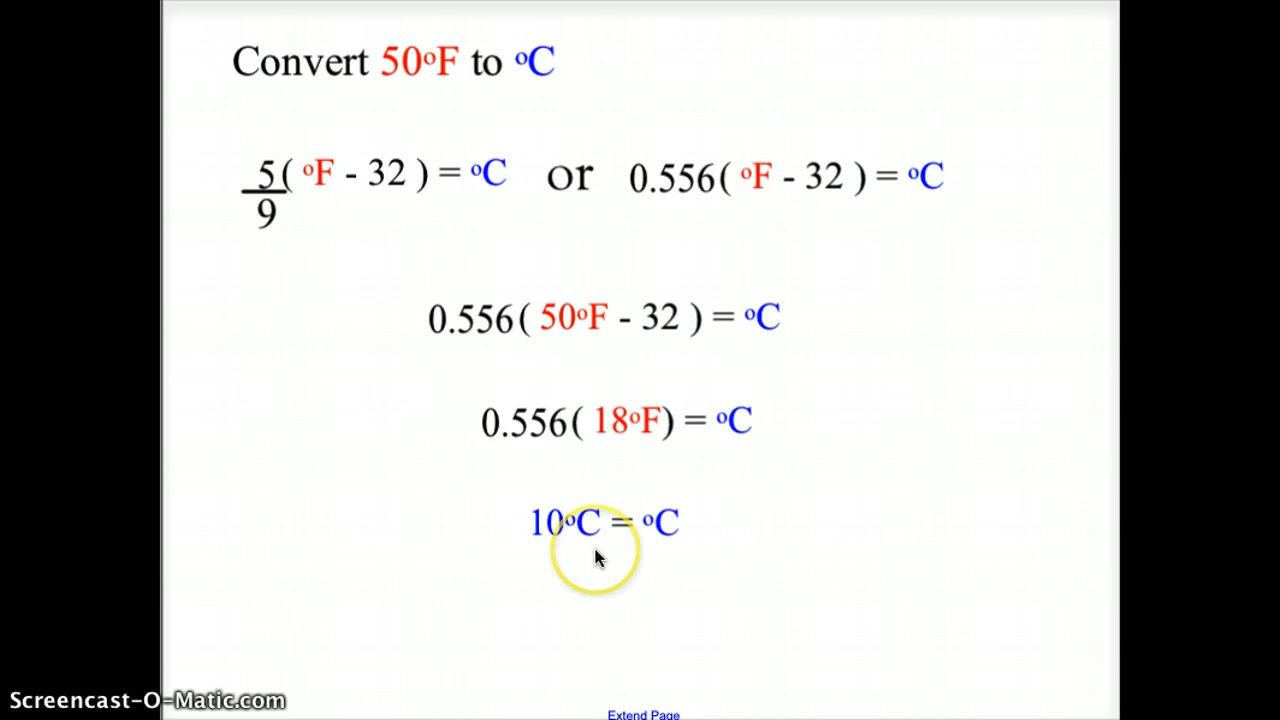 Convert 50ºF to ºC
5( ºF - 32 ) = ºC or 0.556( ºF - 32 ) = ºC
9
0.556( 50ºF - 32 ) = ºC
0.556( 18ºF) = ºC
10ºC = ºC
Screencast-O-Matic.com
Extend Page